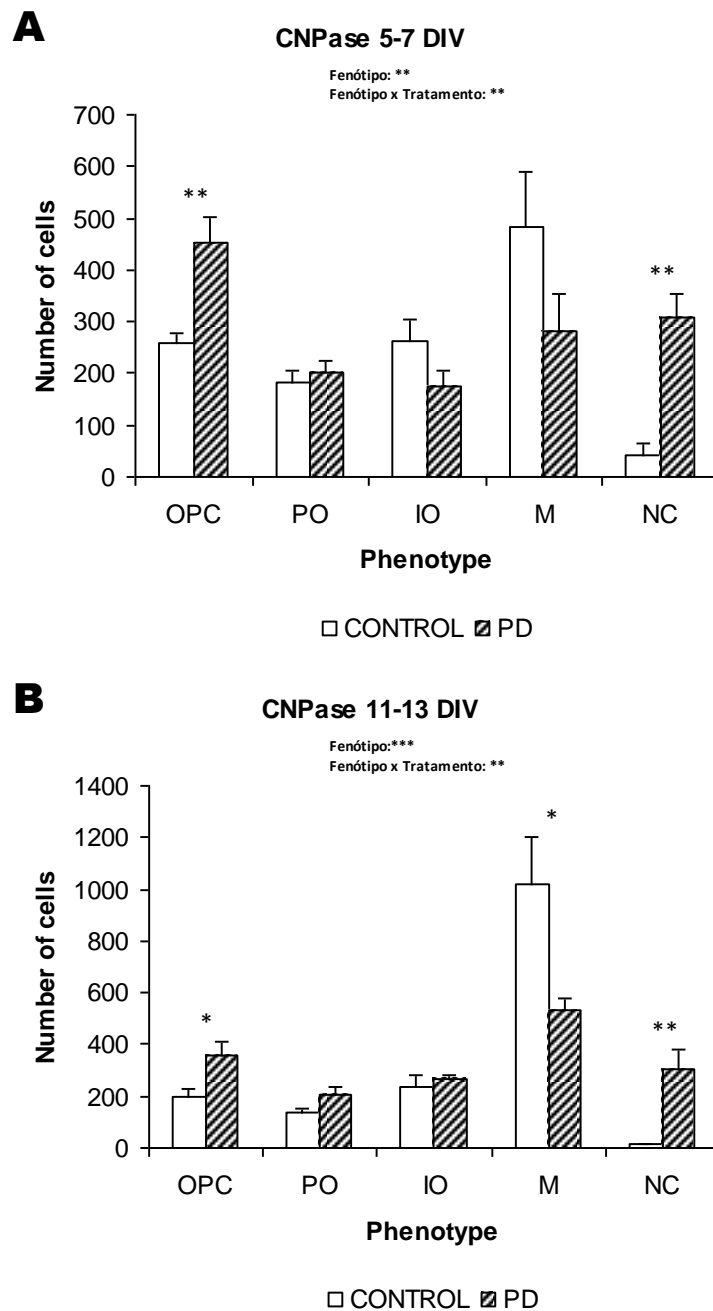 A
CNPase 5-7 DIV
Fenótipo: **
Fenótipo x Tratamento: **
700
600
500
400
300
200
100
0
Number of cells
**
**
OPC PO IO M NC
Phenotype
CONTROL PD
B
CNPase 11-13 DIV
Fenótipo:***
Fenótipo x Tratamento: **
1400
1200
1000
800
600
400
200
0
Number of cells
*
*
**
OPC PO IO M NC
Phenotype
CONTROL PD